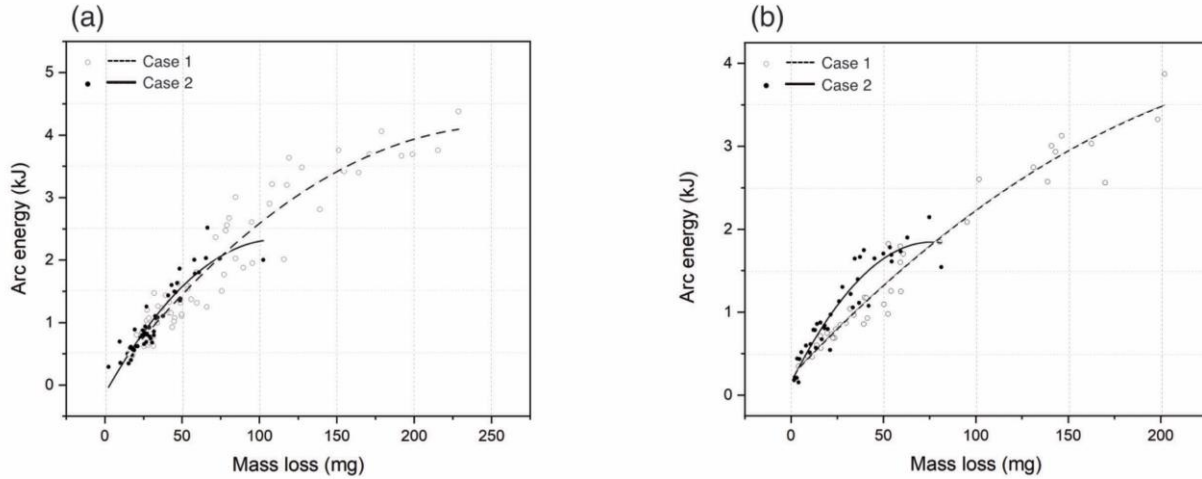 (a)
Case 1
Case 2
5
4
3
2
1
0
Arc energy (kJ)
0 50 100 150 200 250
Mass loss (mg)
(b)
Case 1
Case 2
4
3
2
1
0
Arc energy (kJ)
0 50 100 150 200
Mass loss (mg)